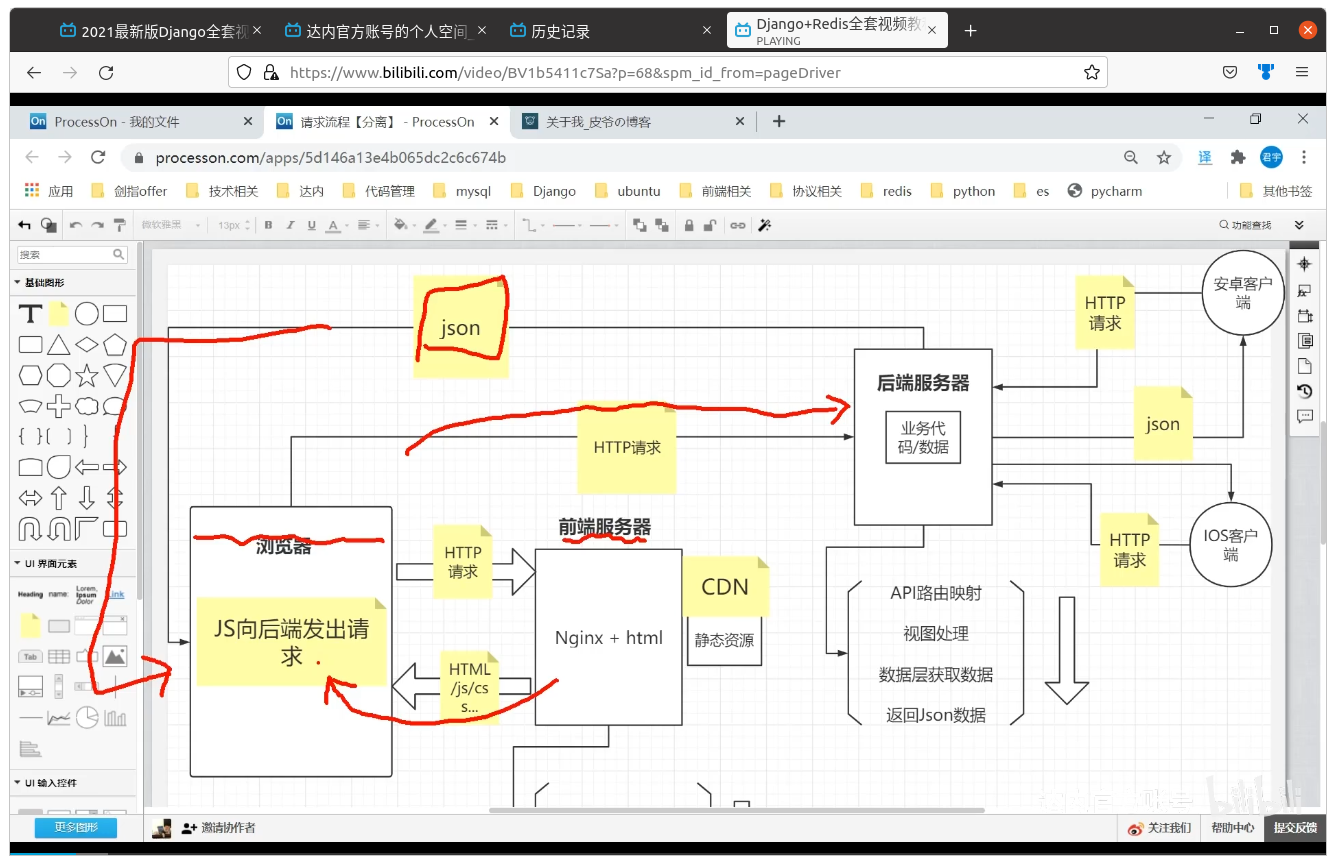 2021最新版Django全套视
达内官方账号的个人空间_
历史记录
Django+Redis全套视频教
PLAYING
https://www.bilibili.com/video/BV1b5411c7Sa?p=68&spm_id_from=pageDriver
On ProcessOn - 我的文件
On 请求流程【分离】 - ProcessOn
关于我_皮爷の博客
processon.com/apps/5d146a13e4b065dc2c6c674b
译
君宇
应用
剑指offer
技术相关
达内
代码管理
mysql
Django
ubuntu
前端相关
协议相关
redis
python
es
pycharm
其他书签
微软雅黑
13px
B I U A
功能查找
搜索
基础图形
T
UI 界面元素
Heading
name:
Lorem,
Ipsum
Dolor
Link
Tab
UI 输入控件
更多图形
json
HTTP请求
后端服务器
业务代
码/数据
HTTP
请求
安卓客户
端
json
HTTP
请求
IOS客户
端
浏览器
JS向后端发出请
求
HTTP
请求
HTML
/js/cs
s...
前端服务器
Nginx + html
CDN
静态资源
API路由映射
视图处理
数据层获取数据
返回Json数据
bilibili
邀请协作者
关注我们
帮助中心
提交反馈